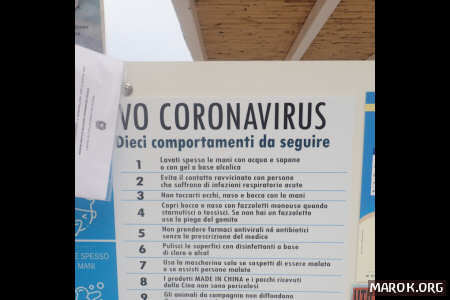 VO CORONAVIRUS
Dieci comportamenti da seguire
1 Lavati spesso le mani con acqua e sapone
o con gel a base alcolica
2 Evita il contatto ravvicinato con persone
che soffrono di infezioni respiratorie acute
3 Non toccarti occhi, naso e bocca con le mani
4 Copri bocca e naso con fazzoletti monouso quando
starnutisci o tossisci. Se non hai un fazzoletto
usa la piega del gomito
5 Non prendere farmaci antivirali né antibiotici
senza la prescrizione del medico
6 Pulisci le superfici con disinfettanti a base
di cloro o alcol
7 Usa la mascherina solo se sospetti di essere malato
o se assisti persone malate
8 I prodotti MADE IN CHINA e i pacchi ricevuti
dalla Cina non sono pericolosi
9 Gli animali da compagnia non diffondono
SPESSO
MANI
MAROK.ORG